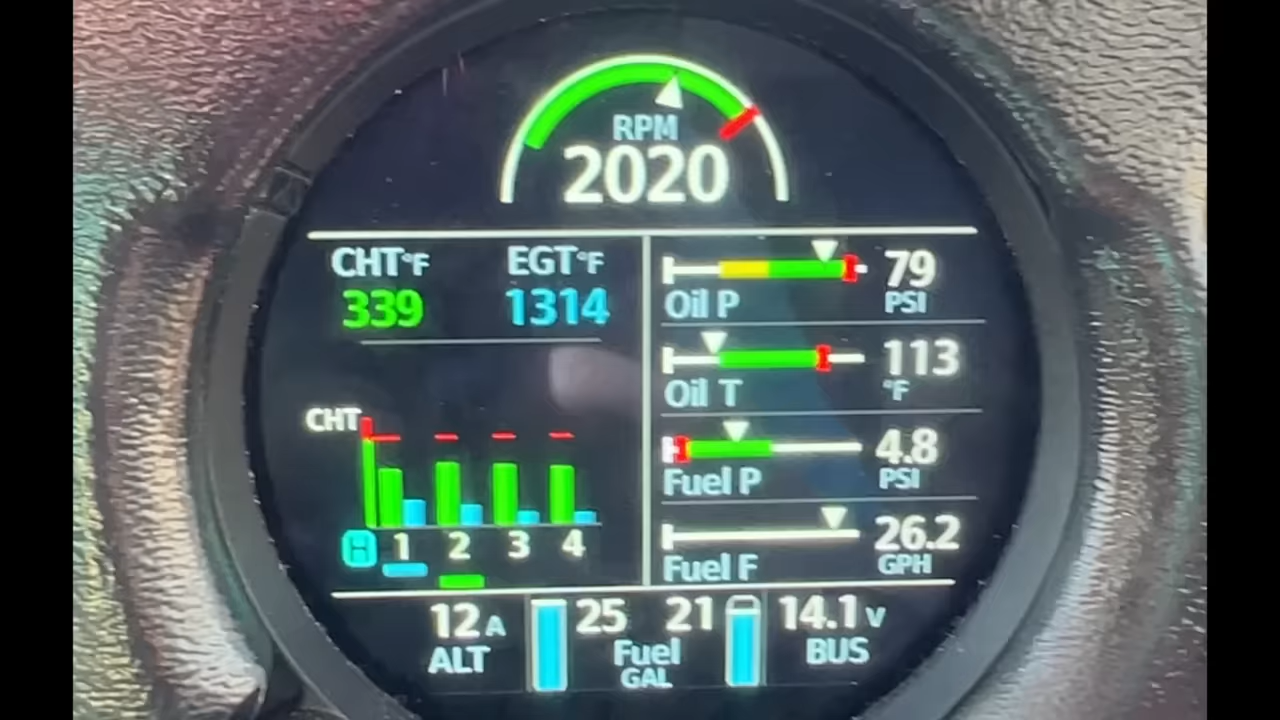 RPM
2020
CHT°F EGT°F
339 1314
79
Oil P PSI
113
Oil T °F
4.8
Fuel P PSI
26.2
Fuel F GPH
CHT
H 1 2 3 4
12 A 25 21 14.1 V
ALT Fuel BUS
GAL